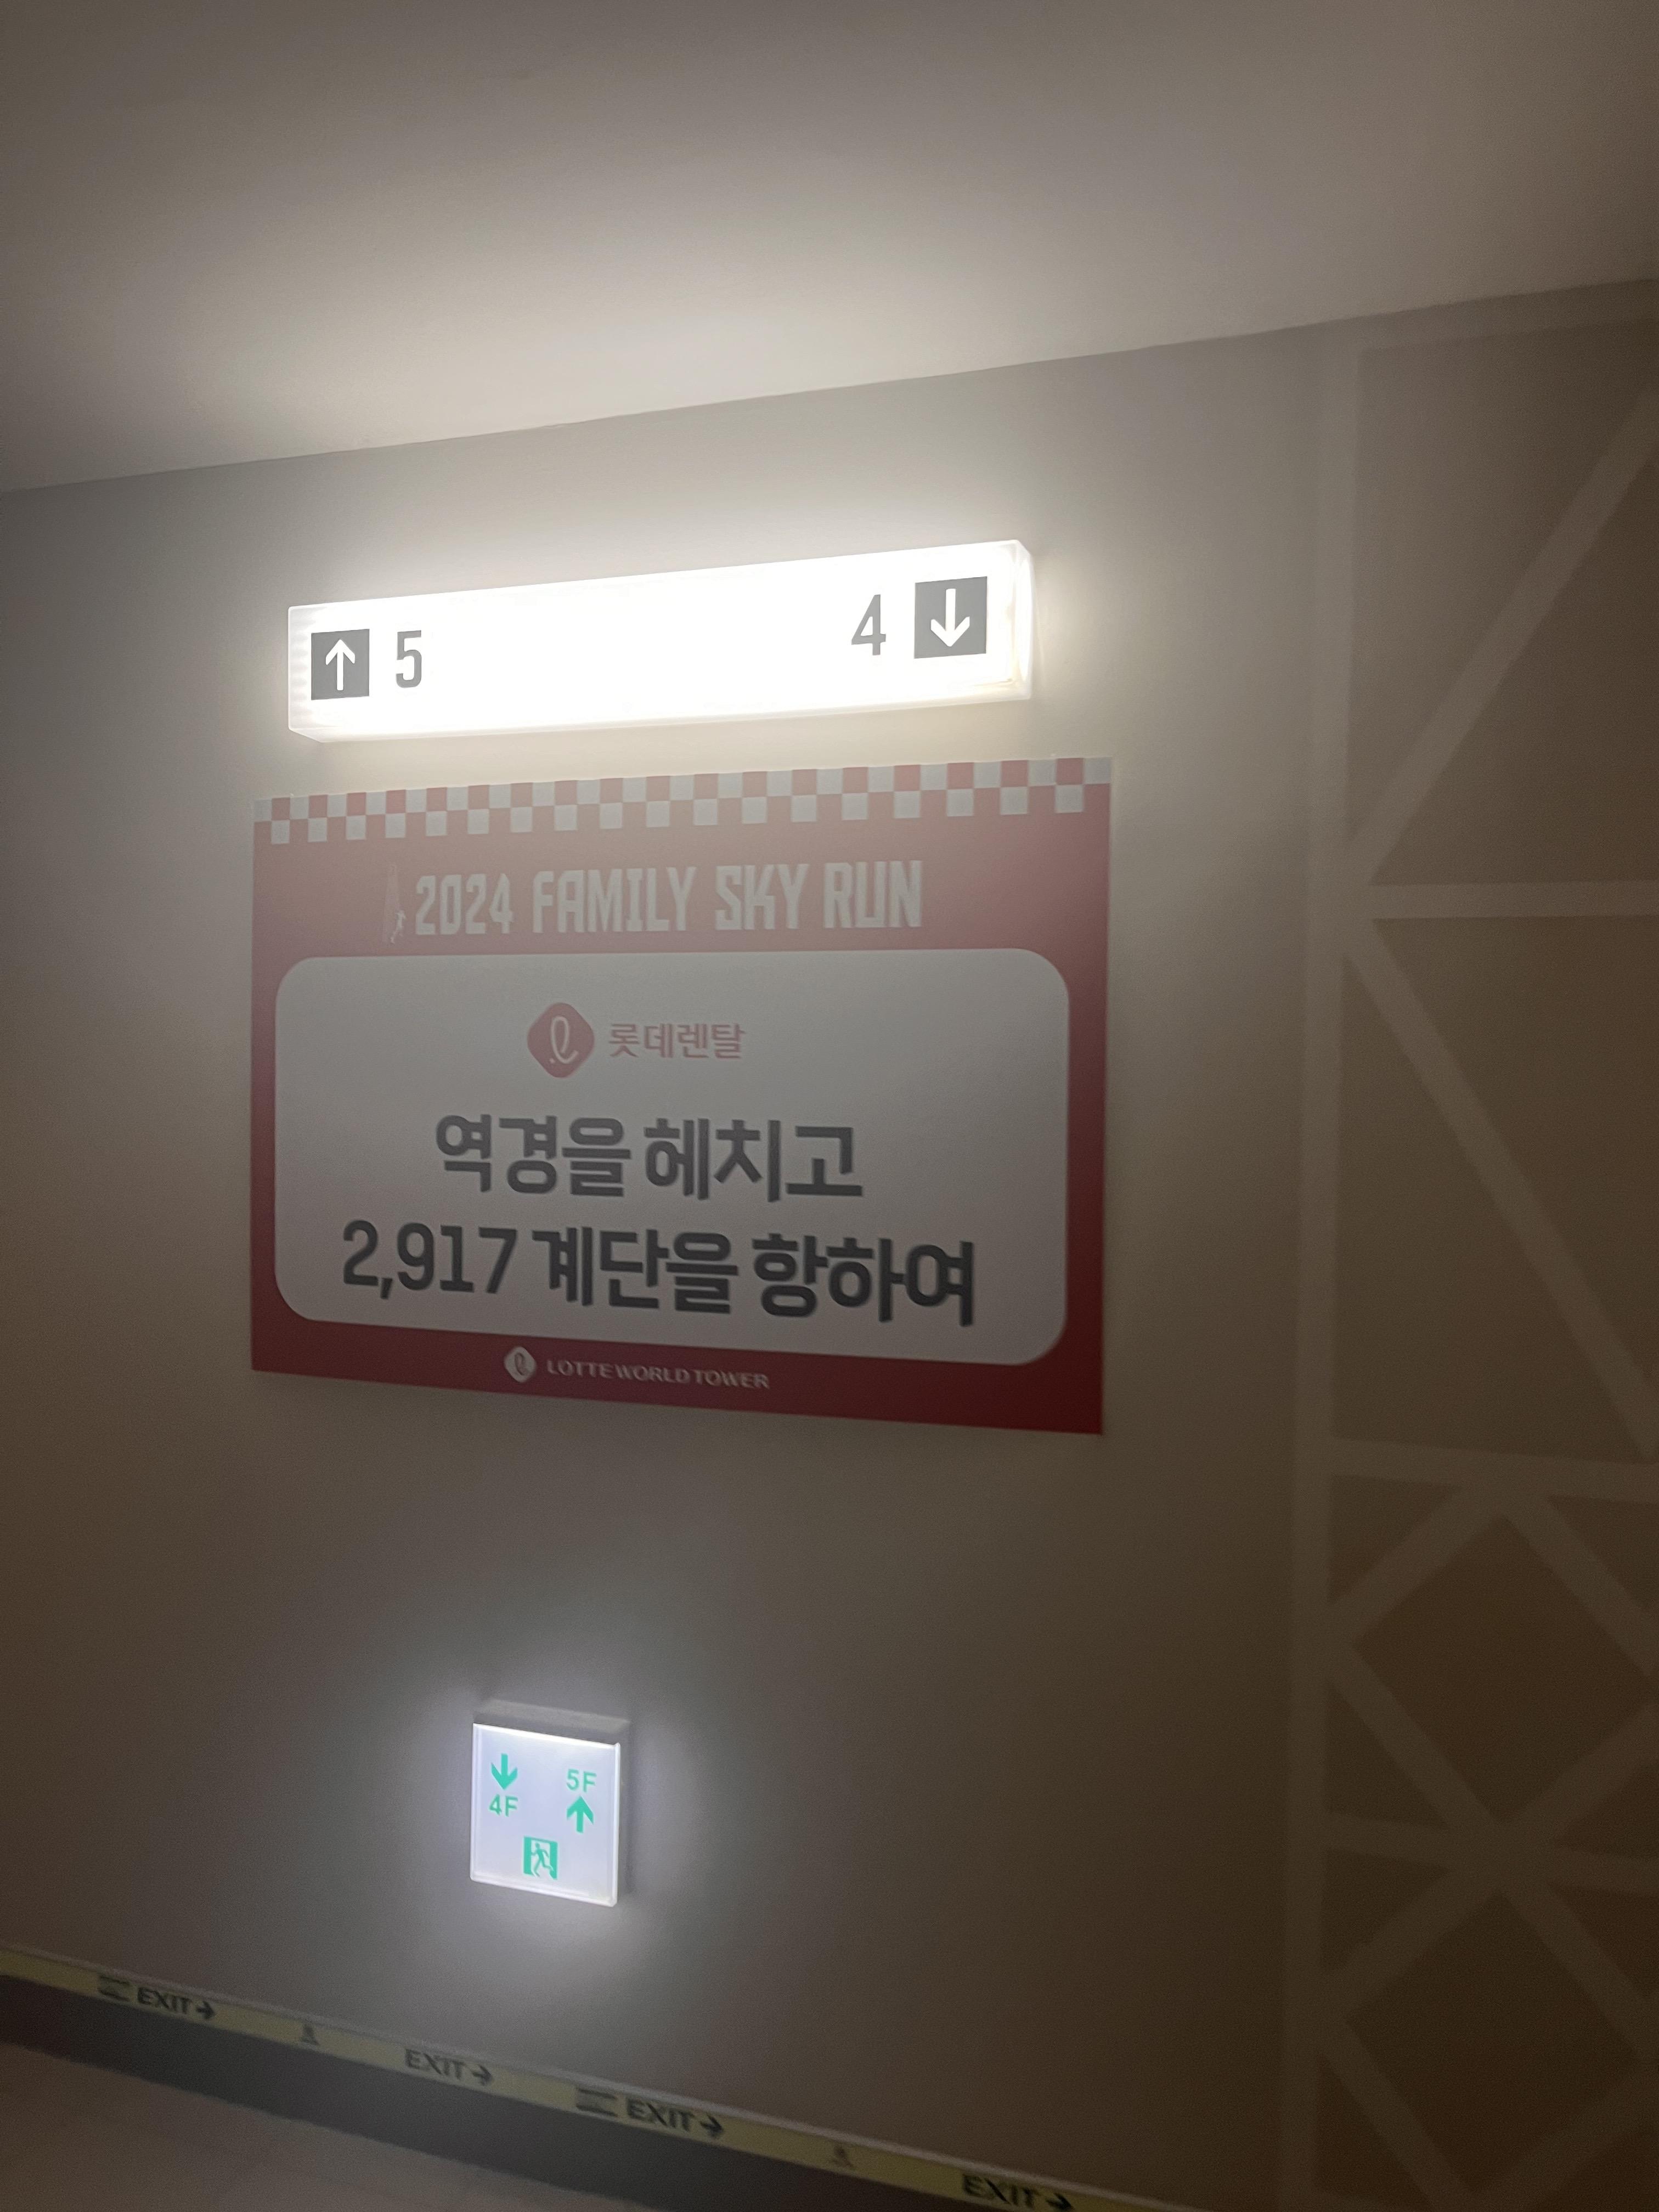 ↑ 5 4 ↓
2024 FAMILY SKY RUN
롯데렌탈
역경을 헤치고
2,917 계단을 향하여
LOTTE WORLD TOWER
↓ 5F
4F ↑
EXIT→
EXIT→
EXIT→
EXIT→